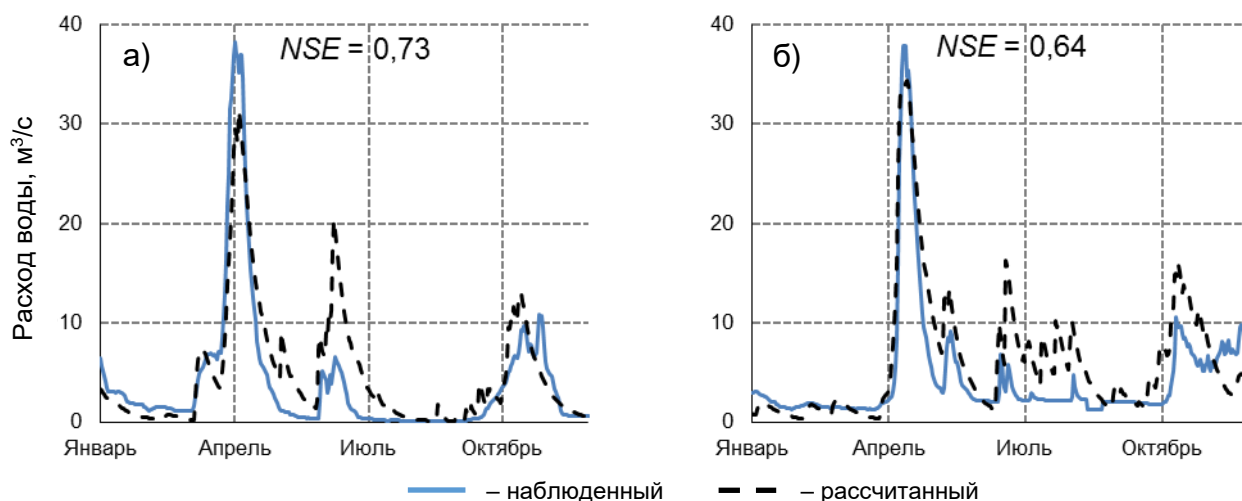 Расход воды, м³/с
а)
NSE = 0,73
40
30
20
10
0
Январь Апрель Июль Октябрь
б)
NSE = 0,64
40
30
20
10
0
Январь Апрель Июль Октябрь
– наблюденный – рассчитанный